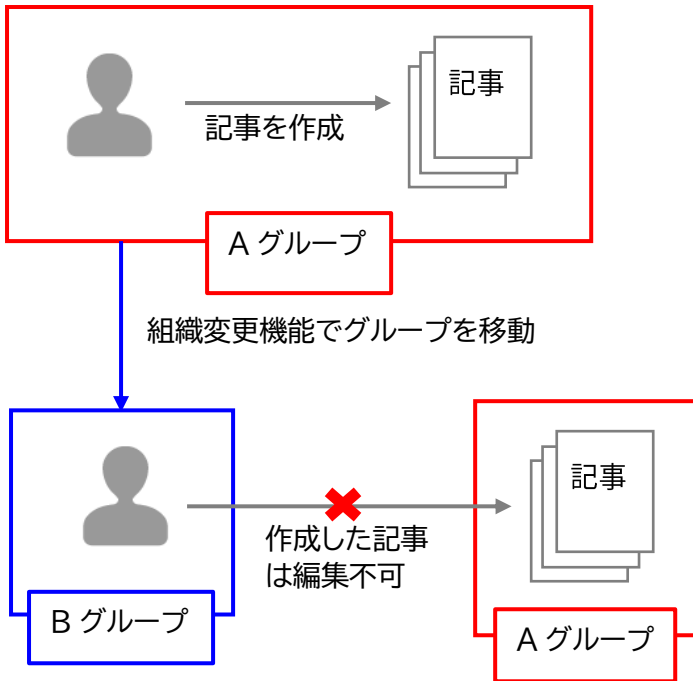 記事
記事を作成
A グループ
組織変更機能でグループを移動
記事
作成した記事
は編集不可
B グループ
A グループ